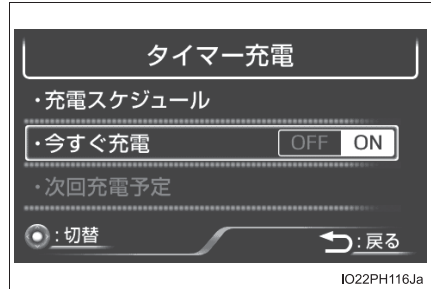 タイマー充電
・充電スケジュール
・今すぐ充電 OFF ON
・次回充電予定
:切替 :戻る
IO22PH116Ja